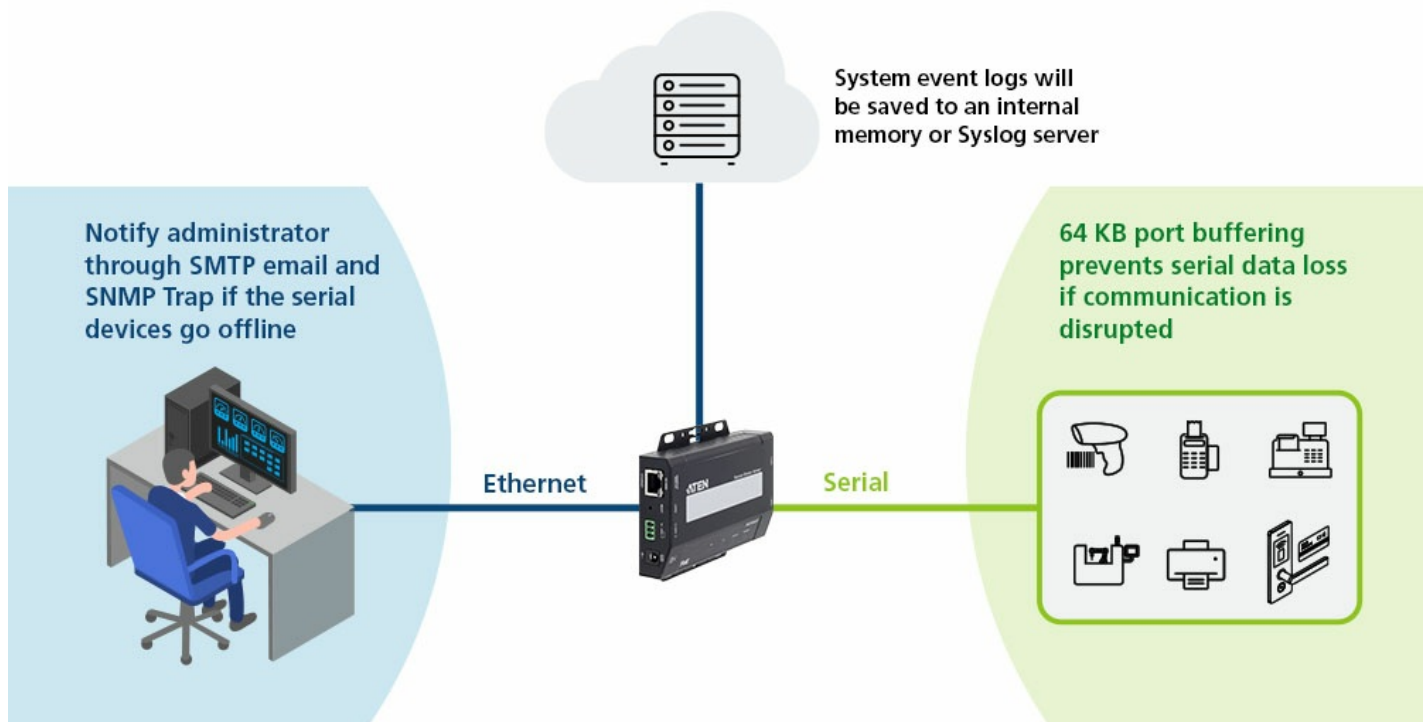 System event logs will
be saved to an internal
memory or Syslog server
Notify administrator
through SMTP email and
SNMP Trap if the serial
devices go offline
64 KB port buffering
prevents serial data loss
if communication is
disrupted
Ethernet
Serial
ATEN